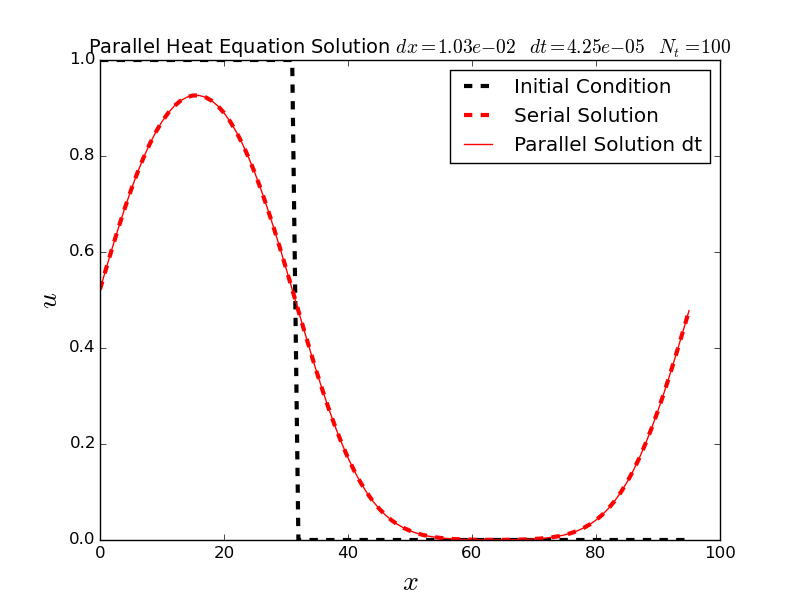 Parallel Heat Equation Solution dx=1.03e−02 dt=4.25e−05 N_t=100
Initial Condition
Serial Solution
Parallel Solution dt
1.0
0.8
0.6
0.4
0.2
0.0
u
0 20 40 60 80 100
x